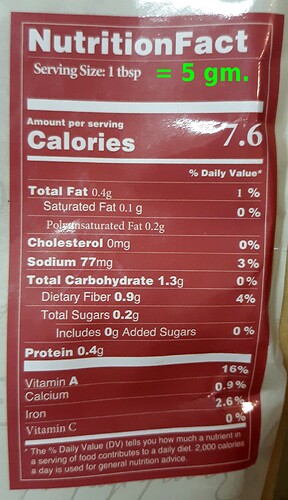 NutritionFact
Serving Size: 1 tbsp = 5 gm.
Amount per serving
Calories 7.6
% Daily Value*
Total Fat 0.4g 1 %
Saturated Fat 0.1 g 0 %
Polyunsaturated Fat 0.2g
Cholesterol 0mg 0%
Sodium 77mg 3%
Total Carbohydrate 1.3g 0%
Dietary Fiber 0.9g 4%
Total Sugars 0.2g
Includes 0g Added Sugars 0%
Protein 0.4g
Vitamin A 16%
Calcium 0.9%
Iron 2.6%
Vitamin C 0%
* The % Daily Value (DV) tells you how much a nutrient in
a serving of food contributes to a daily diet. 2,000 calories
a day is used for general nutrition advice.